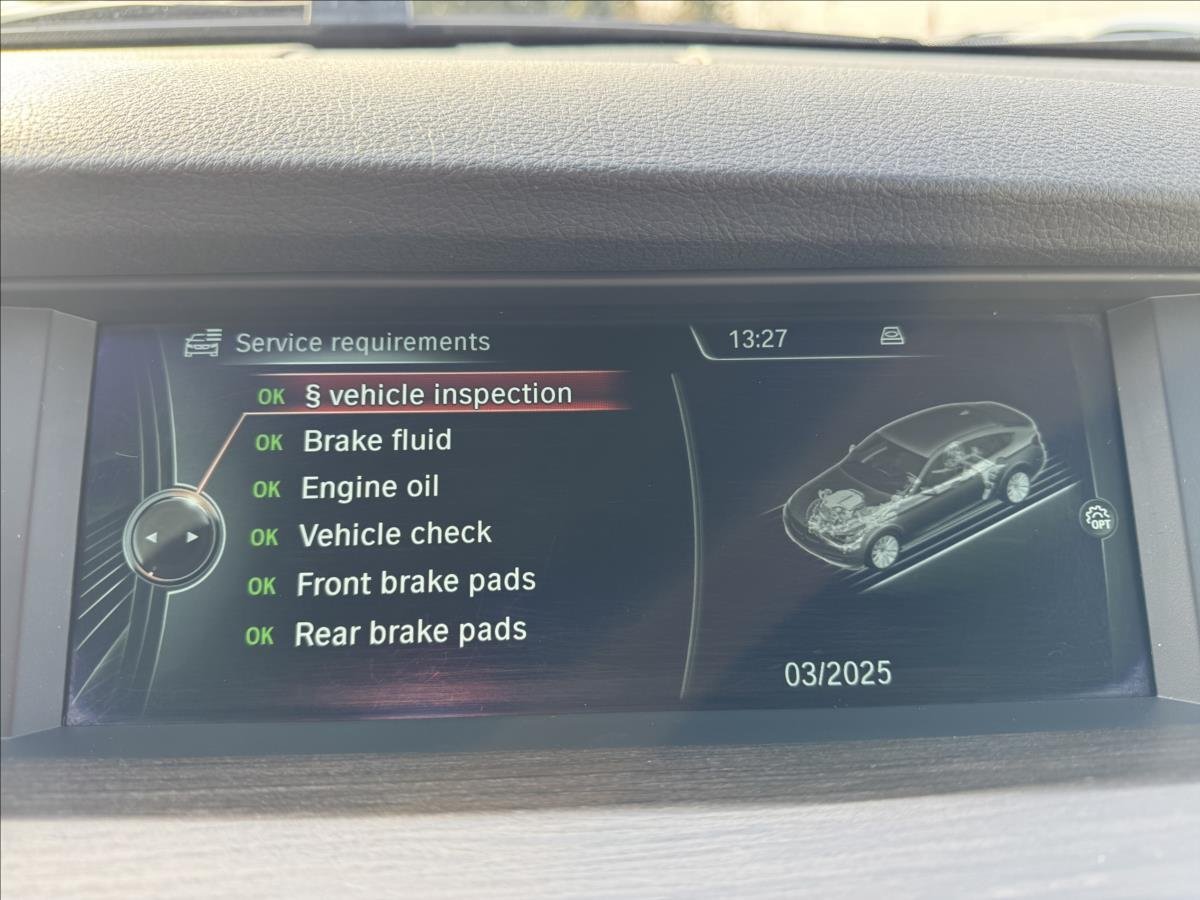 Service requirements
13:27
OK § vehicle inspection
OK Brake fluid
OK Engine oil
OK Vehicle check
OK Front brake pads
OK Rear brake pads
OPT
03/2025